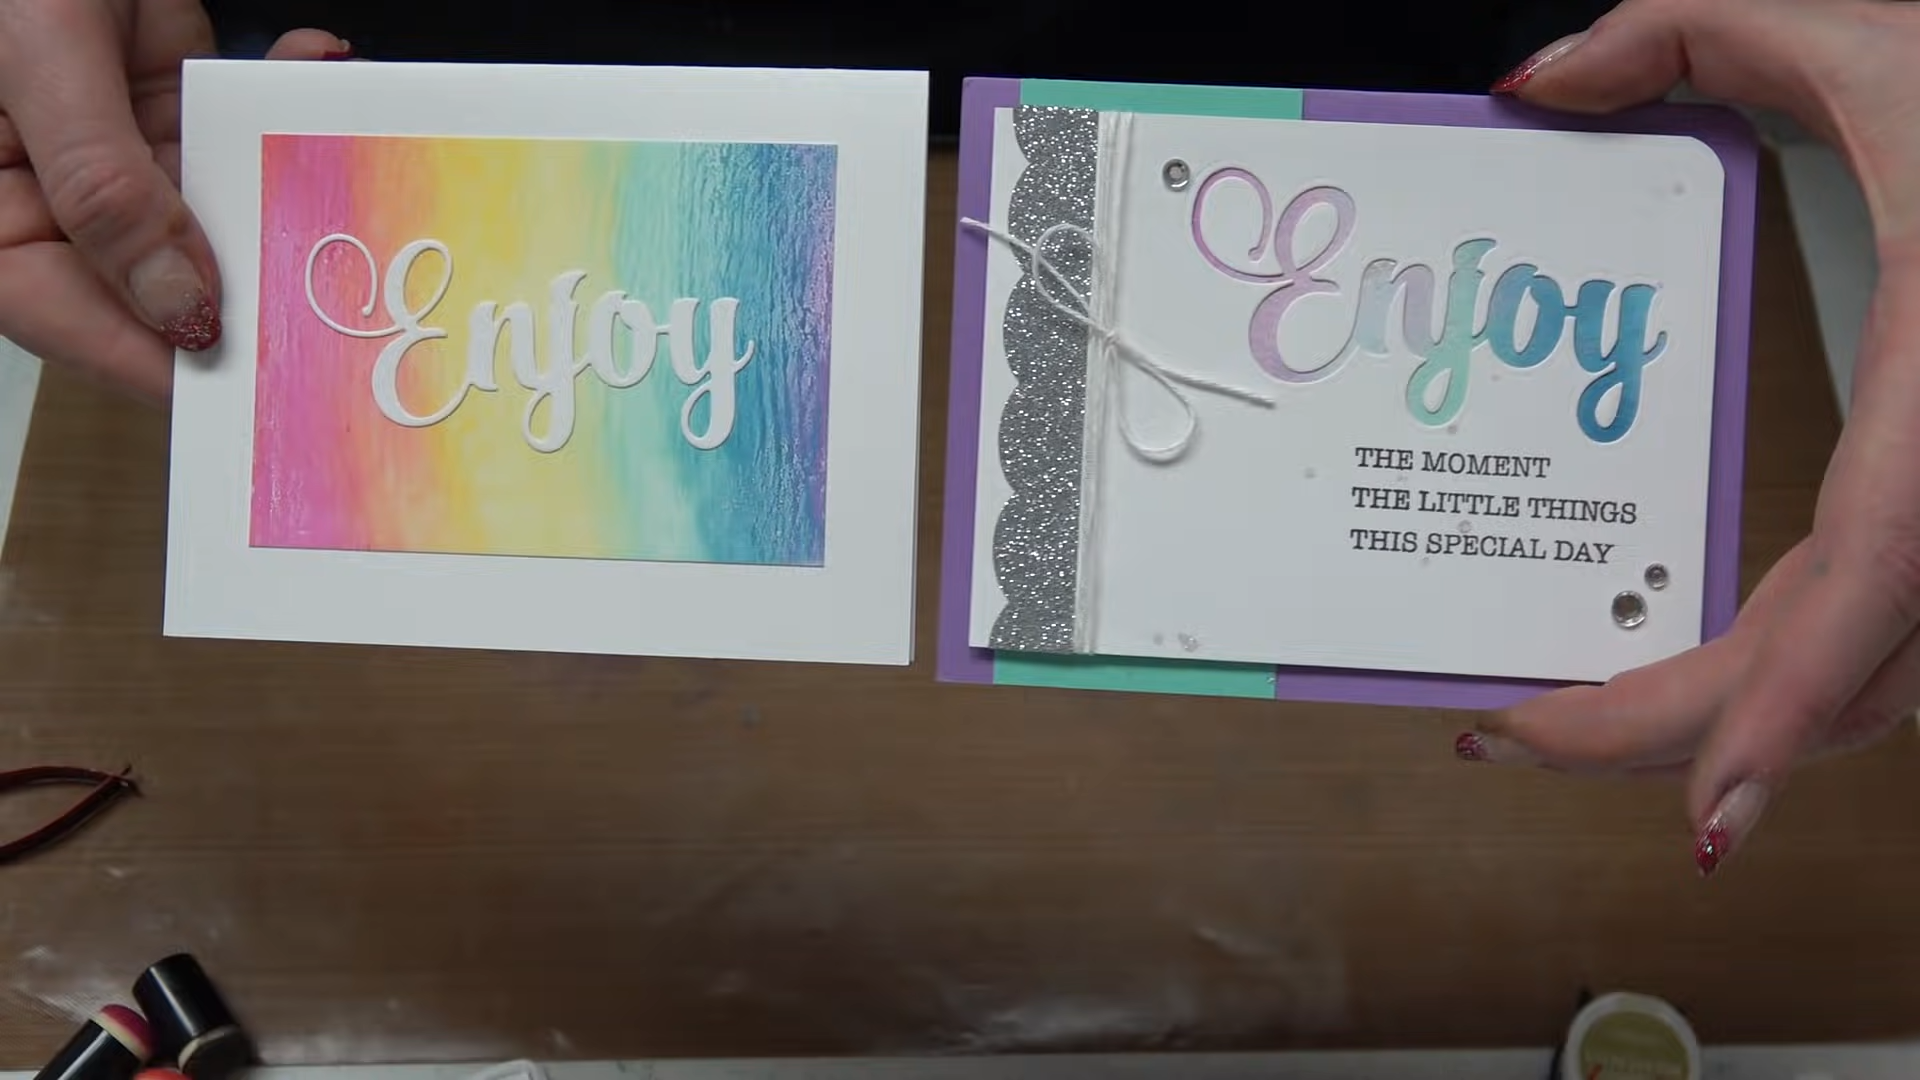 Enjoy
Enjoy
THE MOMENT
THE LITTLE THINGS
THIS SPECIAL DAY